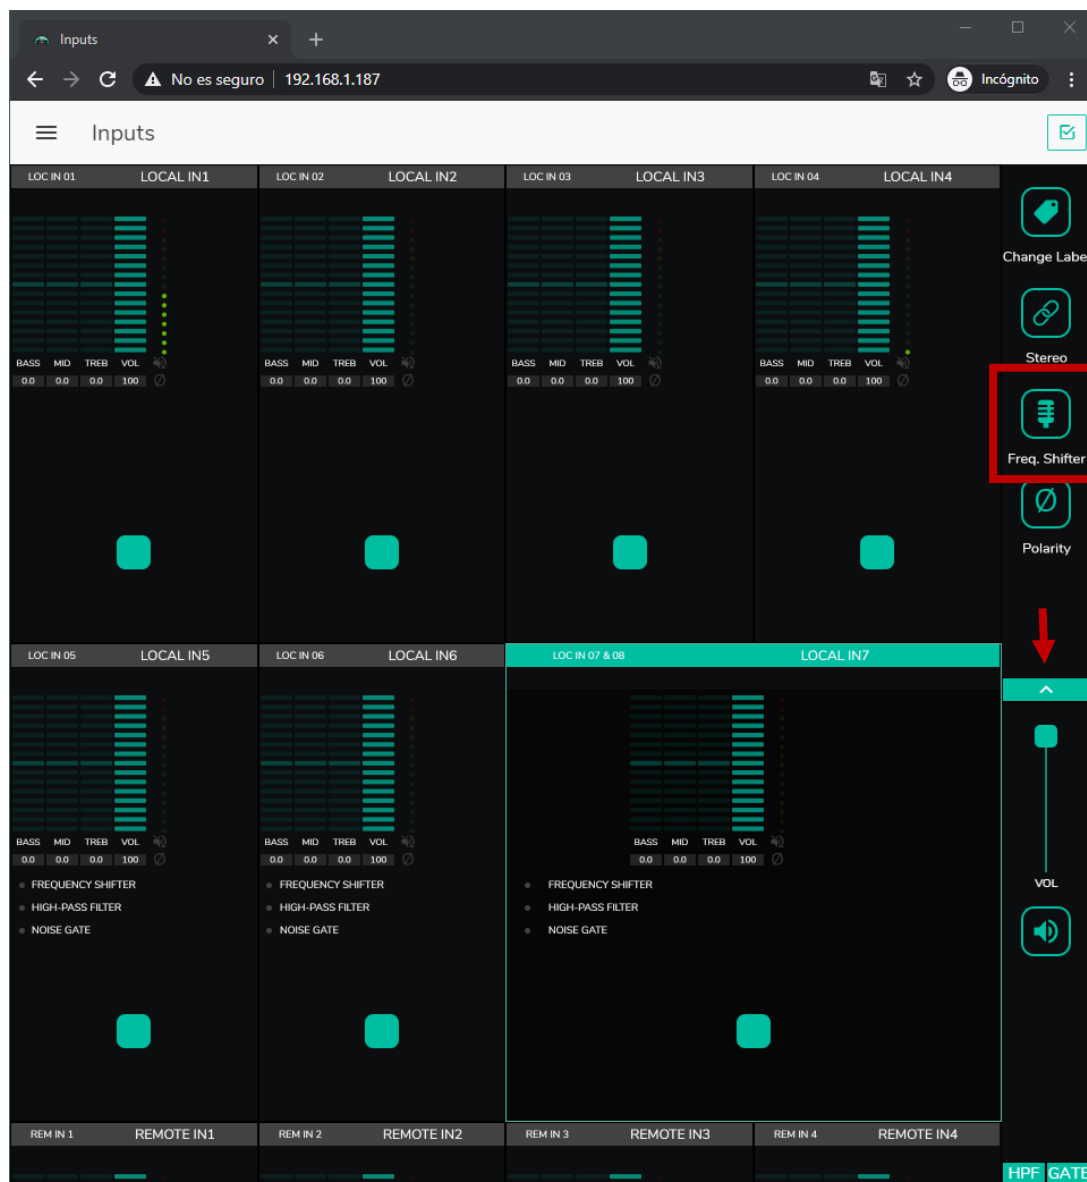 Inputs
No es seguro | 192.168.1.187
Incógnito
Inputs
LOC IN 01 LOCAL IN1 LOC IN 02 LOCAL IN2 LOC IN 03 LOCAL IN3 LOC IN 04 LOCAL IN4
Change Labe
Stereo
BASS MID TREB VOL BASS MID TREB VOL BASS MID TREB VOL BASS MID TREB VOL
0.0 0.0 0.0 100 0.0 0.0 0.0 100 0.0 0.0 0.0 100 0.0 0.0 0.0 100
Freq. Shifter
Polarity
LOC IN 05 LOCAL IN5 LOC IN 06 LOCAL IN6 LOC IN 07 & 08 LOCAL IN7
BASS MID TREB VOL BASS MID TREB VOL BASS MID TREB VOL
0.0 0.0 0.0 100 0.0 0.0 0.0 100 0.0 0.0 0.0 100
FREQUENCY SHIFTER FREQUENCY SHIFTER FREQUENCY SHIFTER
VOL
HIGH-PASS FILTER HIGH-PASS FILTER HIGH-PASS FILTER
NOISE GATE NOISE GATE NOISE GATE
REM IN 1 REMOTE IN1 REM IN 2 REMOTE IN2 REM IN 3 REMOTE IN3 REM IN 4 REMOTE IN4
HPF GATE